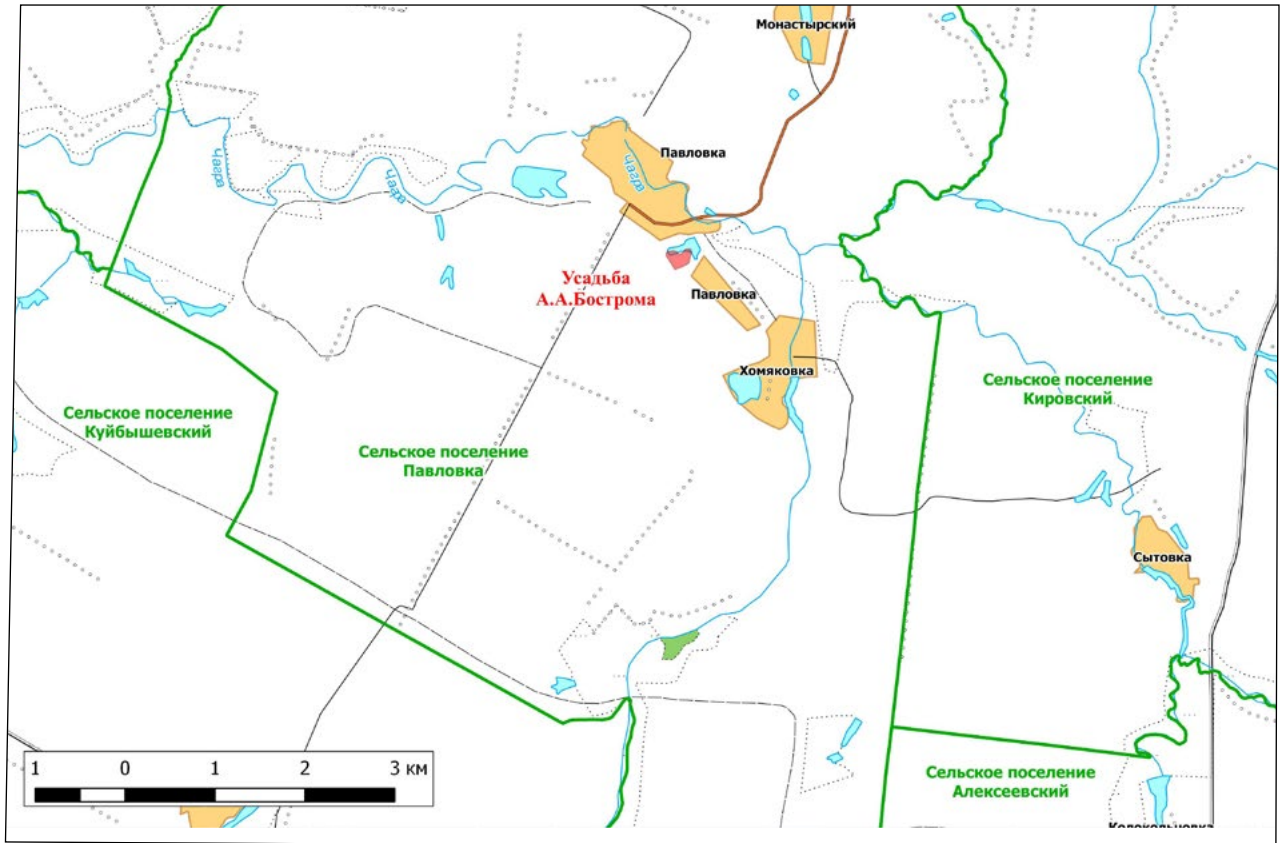 Монастырский
Павловка
Чагра
Чагра
Чагра
Усадьба
А.А.Бострома
Павловка
Хомяковка
Сельское поселение
Кировский
Сельское поселение
Куйбышевский
Сельское поселение
Павловка
Сытовка
1 0 1 2 3 км
Сельское поселение
Алексеевский
Колокольцовка